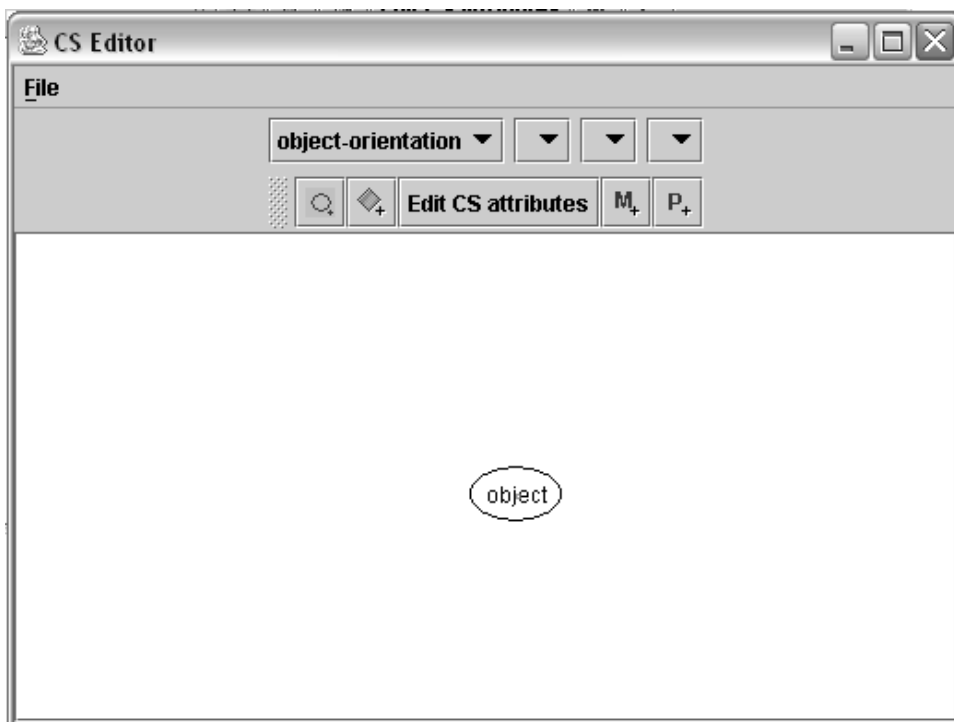 CS Editor
File
object-orientation
Edit CS attributes M+ P+
object